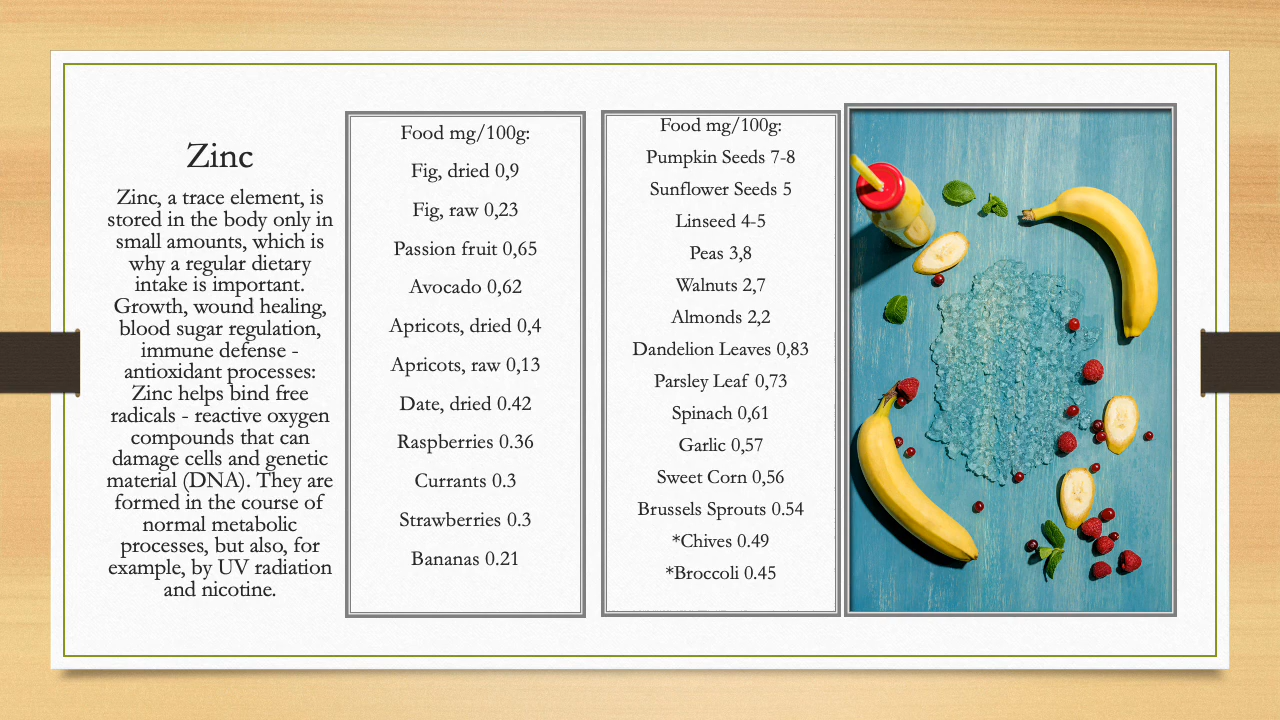 Zinc
Zinc, a trace element, is
stored in the body only in
small amounts, which is
why a regular dietary
intake is important.
Growth, wound healing,
blood sugar regulation,
immune defense -
antioxidant processes:
Zinc helps bind free
radicals - reactive oxygen
compounds that can
damage cells and genetic
material (DNA). They are
formed in the course of
normal metabolic
processes, but also, for
example, by UV radiation
and nicotine.
Food mg/100g:
Fig, dried 0,9
Fig, raw 0,23
Passion fruit 0,65
Avocado 0,62
Apricots, dried 0,4
Apricots, raw 0,13
Date, dried 0.42
Raspberries 0.36
Currants 0.3
Strawberries 0.3
Bananas 0.21
Food mg/100g:
Pumpkin Seeds 7-8
Sunflower Seeds 5
Linseed 4-5
Peas 3,8
Walnuts 2,7
Almonds 2,2
Dandelion Leaves 0,83
Parsley Leaf 0,73
Spinach 0,61
Garlic 0,57
Sweet Corn 0,56
Brussels Sprouts 0.54
*Chives 0.49
*Broccoli 0.45